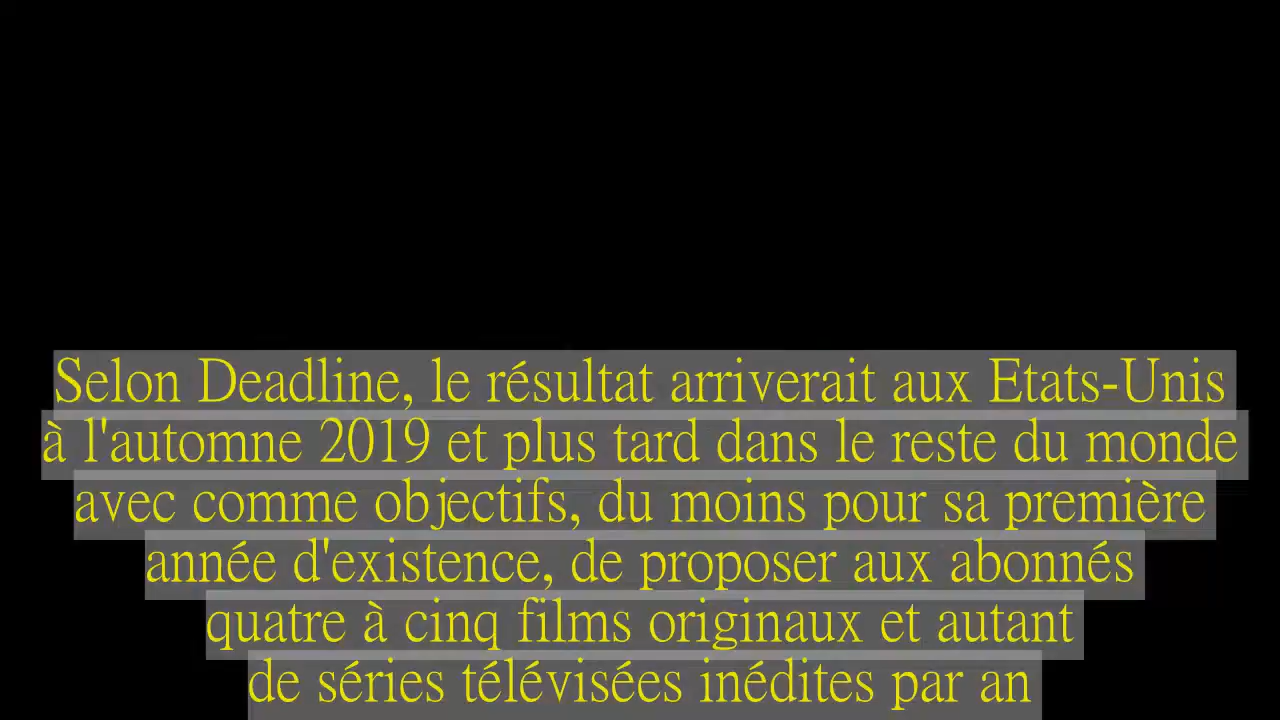 Selon Deadline, le résultat arriverait aux Etats-Unis
à l'automne 2019 et plus tard dans le reste du monde
avec comme objectifs, du moins pour sa première
année d'existence, de proposer aux abonnés
quatre à cinq films originaux et autant
de séries télévisées inédites par an